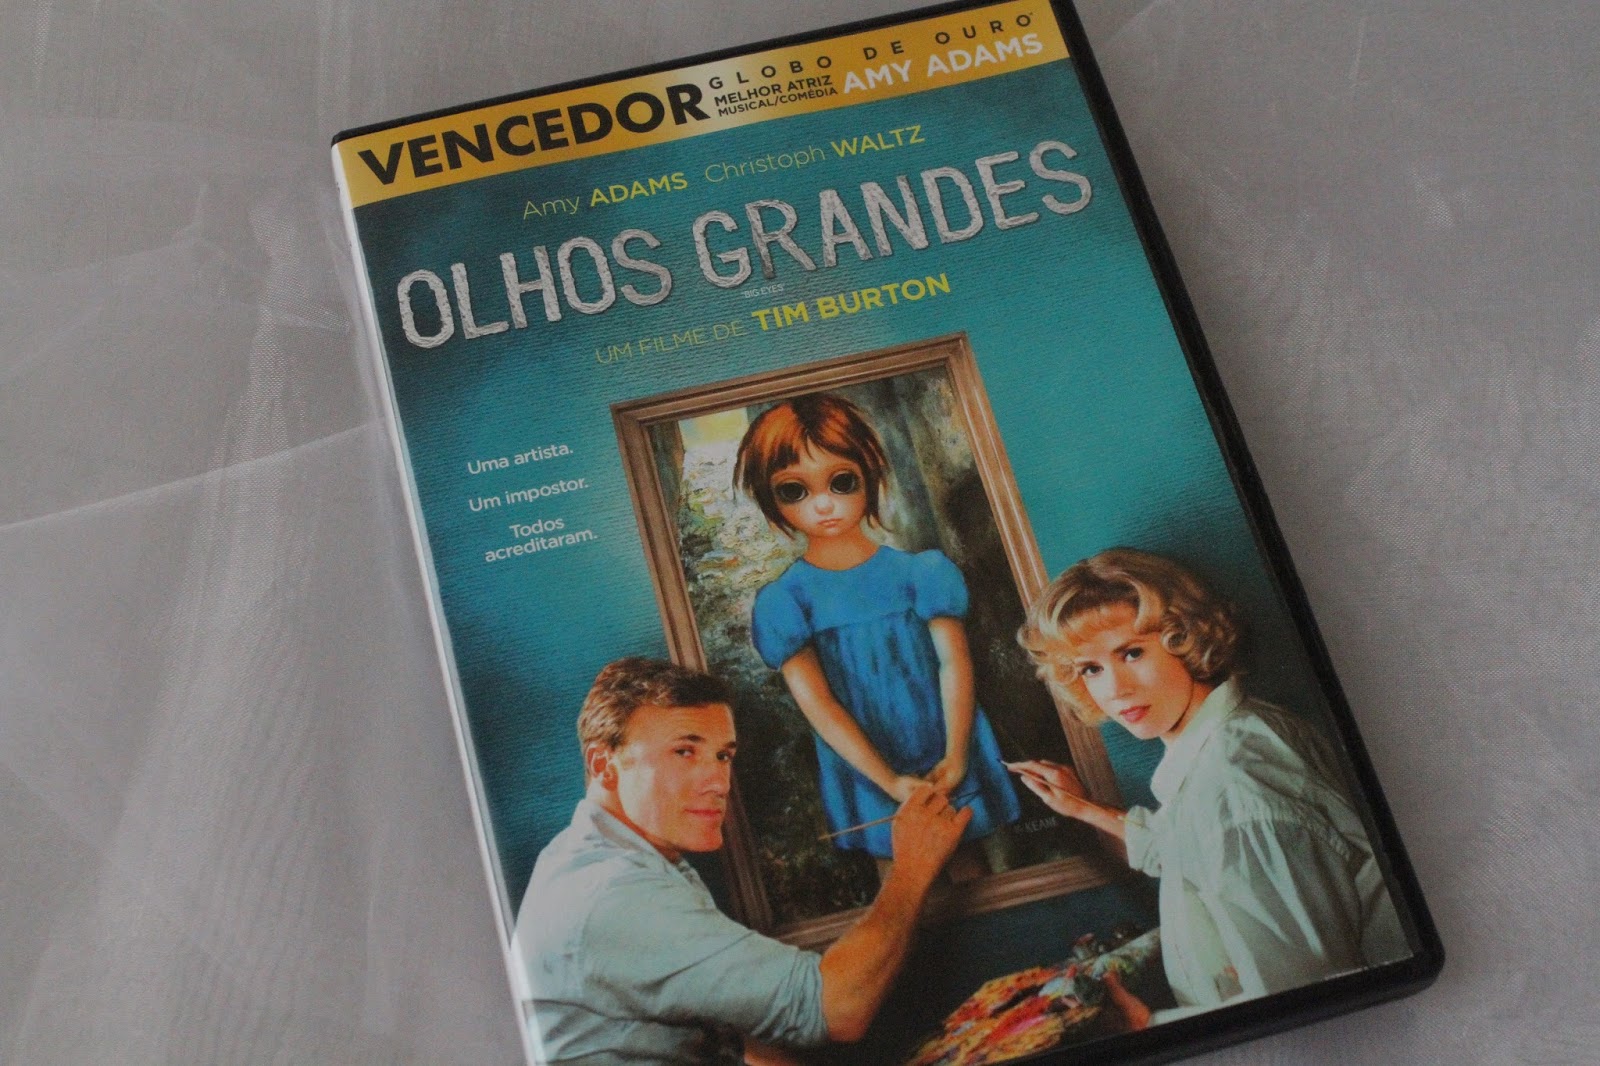 VENCEDOR
GLOBO DE OURO
MELHOR ATRIZ
MUSICAL/COMÉDIA
AMY ADAMS
Amy ADAMS Christoph WALTZ
OLHOS GRANDES
"BIG EYES"
UM FILME DE TIM BURTON
Uma artista.
Um impostor.
Todos
acreditaram.
KEANE